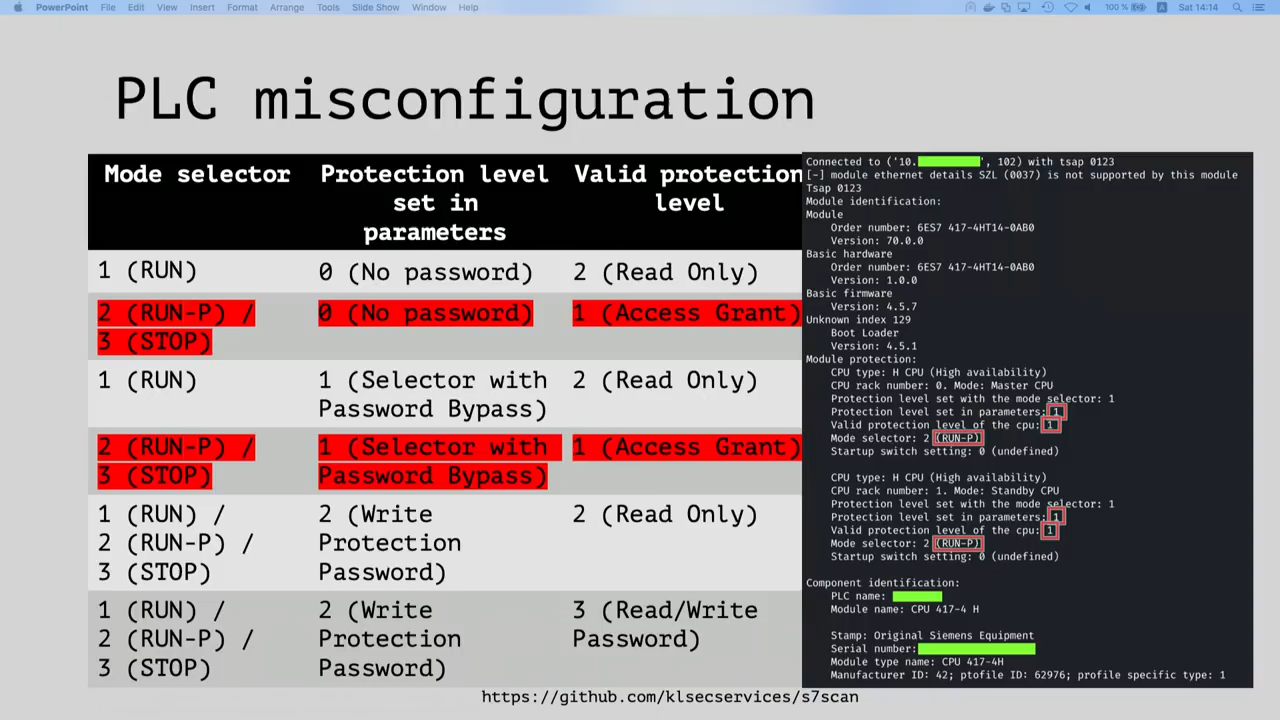 PowerPoint File Edit View Insert Format Arrange Tools Slide Show Window Help 100 % A Sat 14:14
PLC misconfiguration
Mode selector Protection level set in parameters Valid protection level
1 (RUN) 0 (No password) 2 (Read Only)
2 (RUN-P) / 3 (STOP) 0 (No password) 1 (Access Grant)
1 (RUN) 1 (Selector with Password Bypass) 2 (Read Only)
2 (RUN-P) / 3 (STOP) 1 (Selector with Password Bypass) 1 (Access Grant)
1 (RUN) / 2 (RUN-P) / 3 (STOP) 2 (Write Protection Password) 2 (Read Only)
1 (RUN) / 2 (RUN-P) / 3 (STOP) 2 (Write Protection Password) 3 (Read/Write Password)
Connected to ('10. ', 102) with tsap 0123
[-] module ethernet details SZL (0037) is not supported by this module
Tsap 0123
Module identification:
Module
Order number: 6ES7 417-4HT14-0AB0
Version: 70.0.0
Basic hardware
Order number: 6ES7 417-4HT14-0AB0
Version: 1.0.0
Basic firmware
Version: 4.5.7
Unknown index 129
Boot Loader
Version: 4.5.1
Module protection:
CPU type: H CPU (High availability)
CPU rack number: 0. Mode: Master CPU
Protection level set with the mode selector: 1
Protection level set in parameters: 1
Valid protection level of the cpu: 1
Mode selector: 2 (RUN-P)
Startup switch setting: 0 (undefined)
CPU type: H CPU (High availability)
CPU rack number: 1. Mode: Standby CPU
Protection level set with the mode selector: 1
Protection level set in parameters: 1
Valid protection level of the cpu: 1
Mode selector: 2 (RUN-P)
Startup switch setting: 0 (undefined)
Component identification:
PLC name:
Module name: CPU 417-4 H
Stamp: Original Siemens Equipment
Serial number:
Module type name: CPU 417-4H
Manufacturer ID: 42; ptofile ID: 62976; profile specific type: 1
https://github.com/klsecservices/s7scan